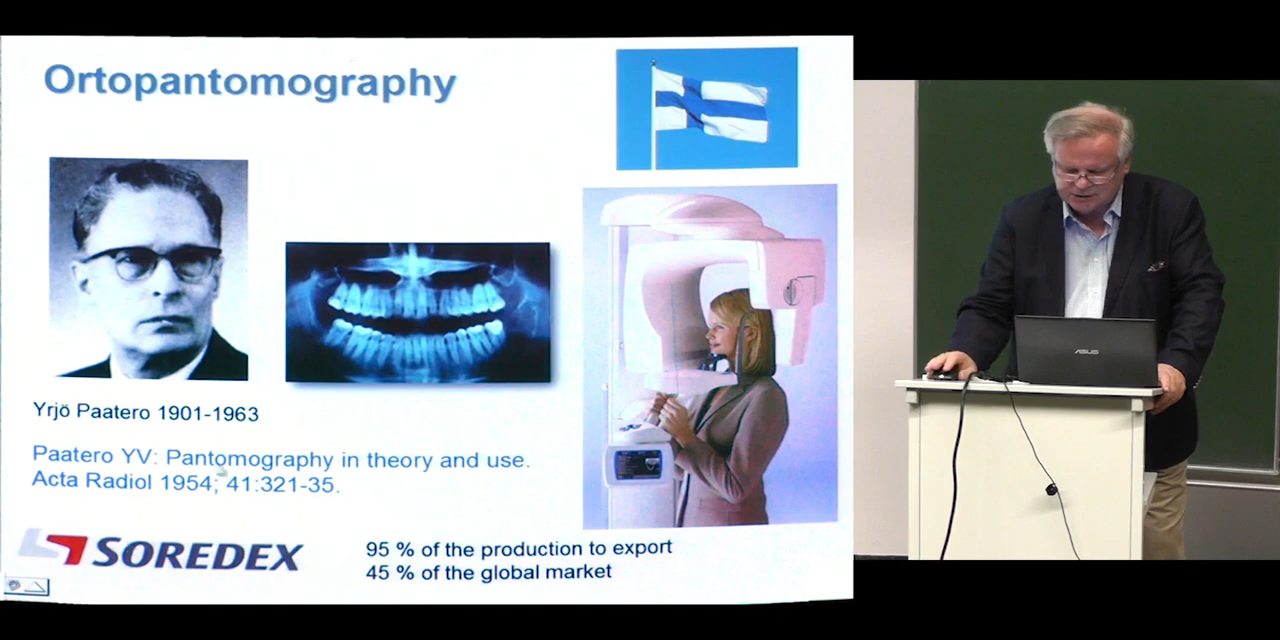 Ortopantomography
Yrjö Paatero 1901-1963
Paatero YV: Pantomography in theory and use.
Acta Radiol 1954; 41:321-35.
SOREDEX
95 % of the production to export
45 % of the global market
ASUS